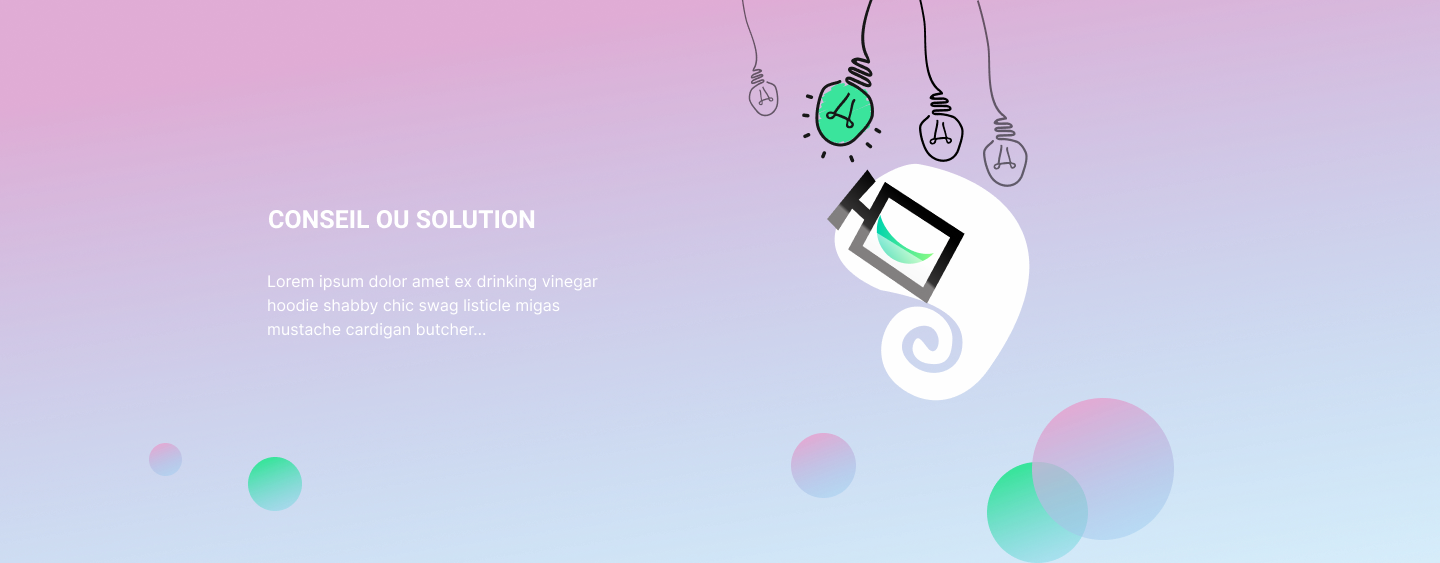 CONSEIL OU SOLUTION
Lorem ipsum dolor amet ex drinking vinegar
hoodie shabby chic swag listicle migas
mustache cardigan butcher...